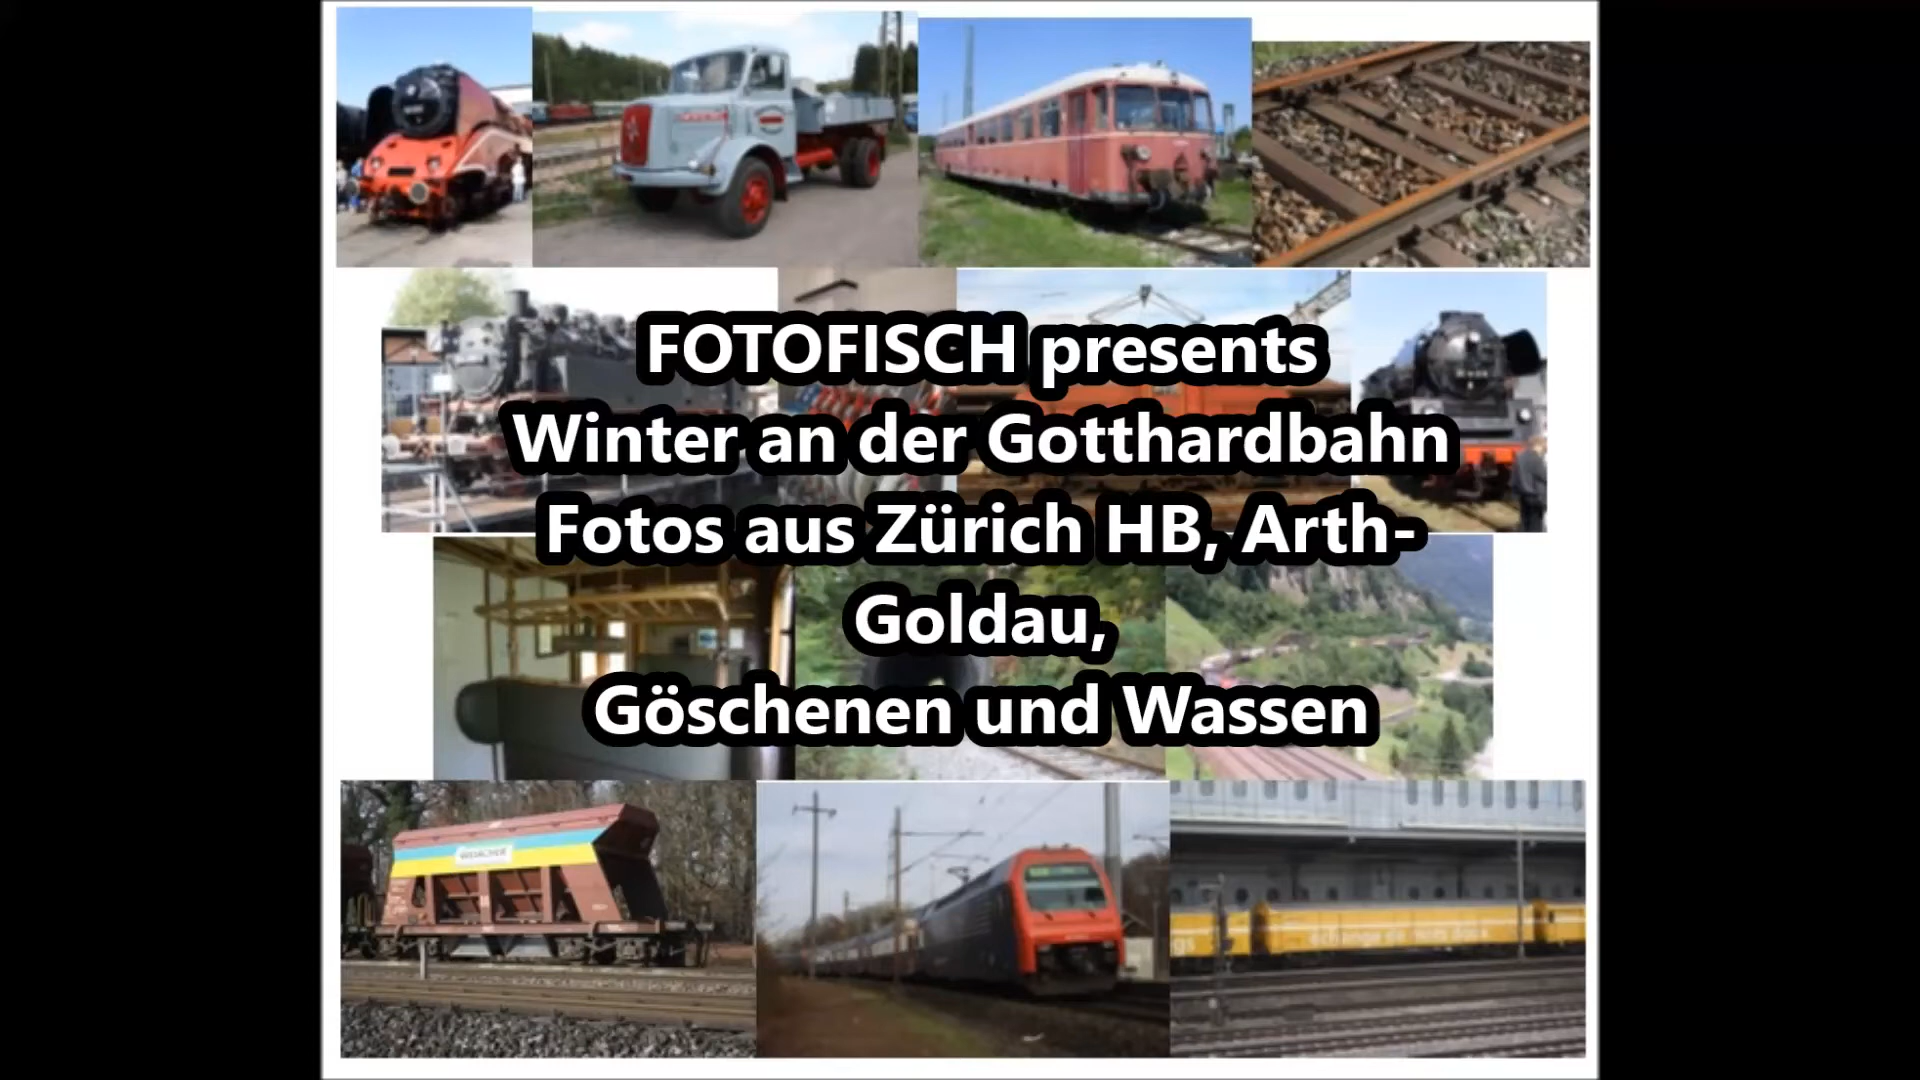 FOTOFISCH presents
Winter an der Gotthardbahn
Fotos aus Zürich HB, Arth-
Goldau,
Göschenen und Wassen